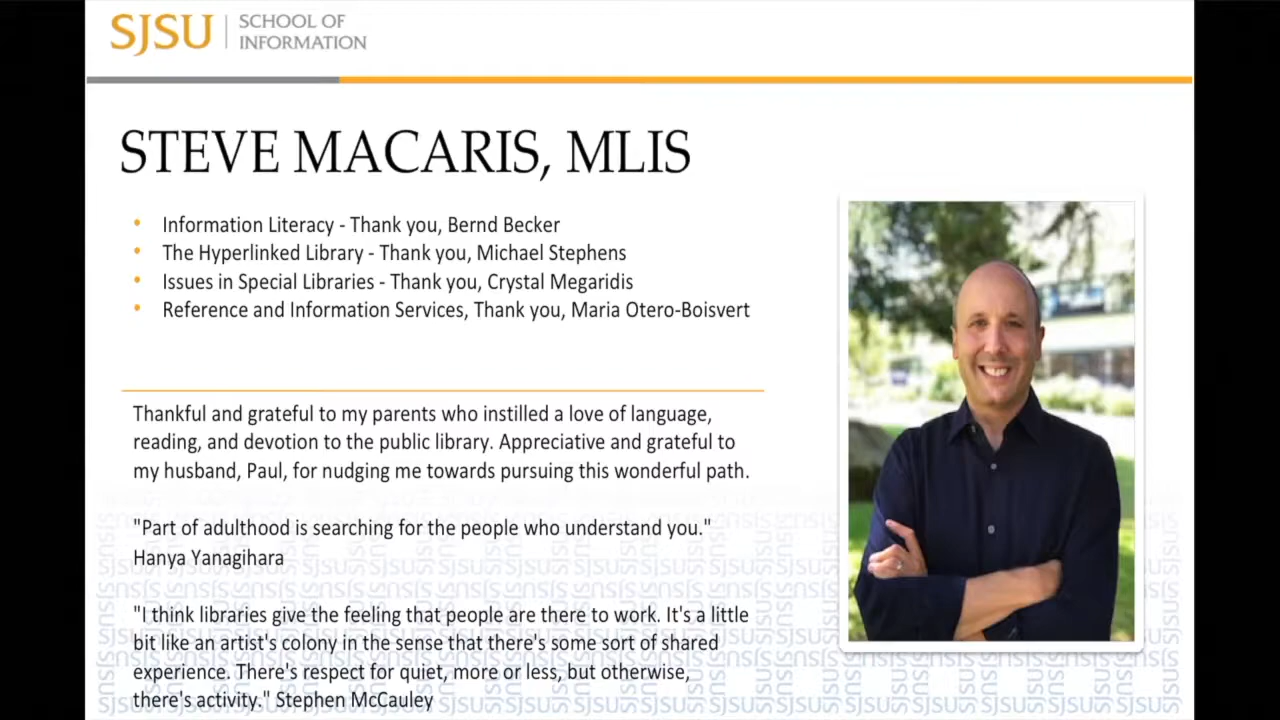 SJSU
SCHOOL OF
INFORMATION
STEVE MACARIS, MLIS
• Information Literacy - Thank you, Bernd Becker
• The Hyperlinked Library - Thank you, Michael Stephens
• Issues in Special Libraries - Thank you, Crystal Megaridis
• Reference and Information Services, Thank you, Maria Otero-Boisvert
Thankful and grateful to my parents who instilled a love of language,
reading, and devotion to the public library. Appreciative and grateful to
my husband, Paul, for nudging me towards pursuing this wonderful path.
"Part of adulthood is searching for the people who understand you."
Hanya Yanagihara
"I think libraries give the feeling that people are there to work. It's a little
bit like an artist's colony in the sense that there's some sort of shared
experience. There's respect for quiet, more or less, but otherwise,
there's activity." Stephen McCauley